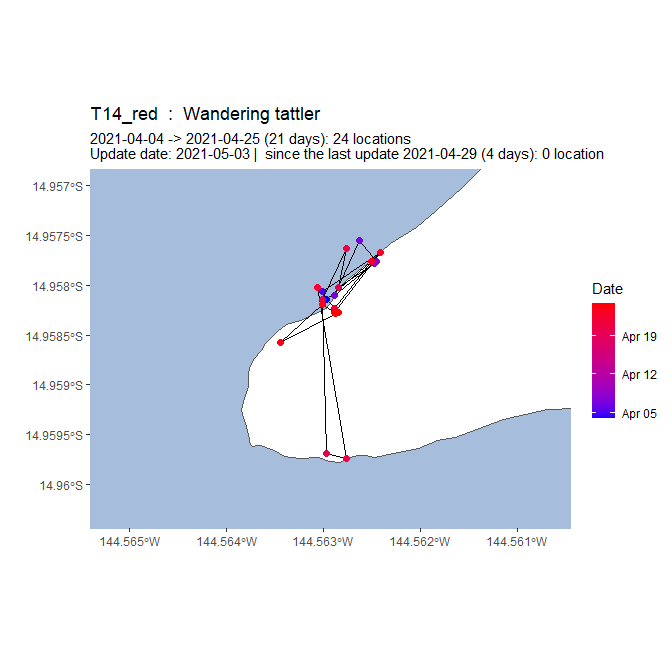 T14_red : Wandering tattler
2021-04-04 -> 2021-04-25 (21 days): 24 locations
Update date: 2021-05-03 | since the last update 2021-04-29 (4 days): 0 location
14.957°S
14.9575°S
14.958°S
14.9585°S
14.959°S
14.9595°S
14.96°S
144.565°W
144.564°W
144.563°W
144.562°W
144.561°W
Date
Apr 19
Apr 12
Apr 05